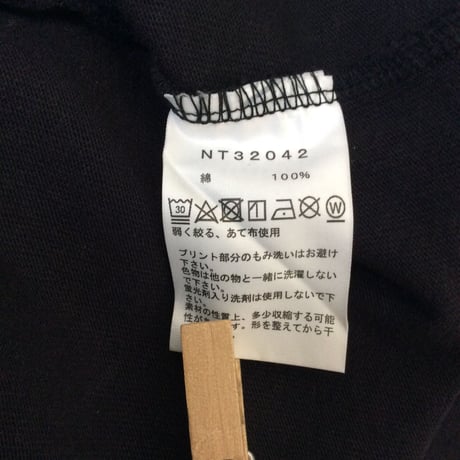 NT32042
綿 100%
30 W
弱く絞る、あて布使用
プリント部分のもみ洗いはお避け
下さい。
色物は他の物と一緒に洗濯しない
で下さい。
蛍光剤入り洗剤は使用しないで下
さい。
素材の性質上、多少収縮する可能
性が す。形を整えてから干